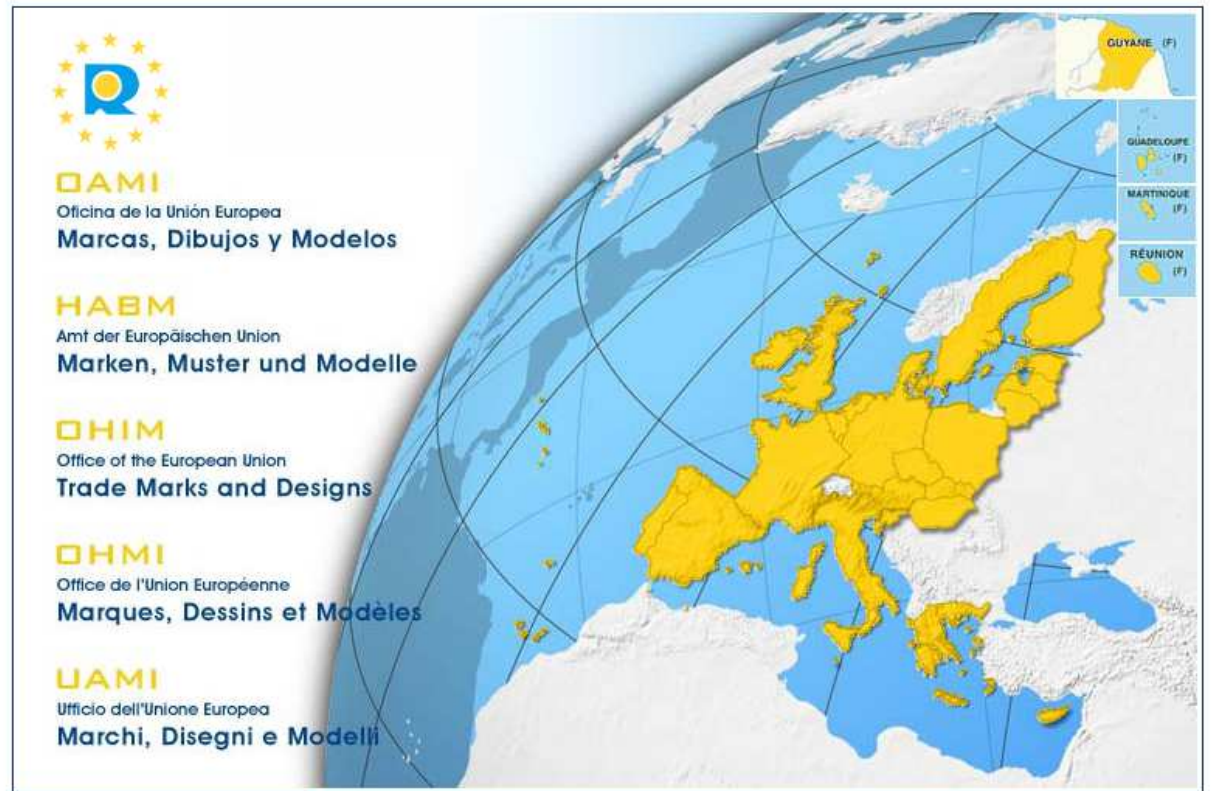 R
OAMI
Oficina de la Unión Europea
Marcas, Dibujos y Modelos
HABM
Amt der Europäischen Union
Marken, Muster und Modelle
OHIM
Office of the European Union
Trade Marks and Designs
OHMI
Office de l'Union Européenne
Marques, Dessins et Modèles
UAMI
Ufficio dell'Unione Europea
Marchi, Disegni e Modelli
GUYANE (F)
GUADELOUPE
(F)
MARTINIQUE
(F)
RÉUNION
(F)